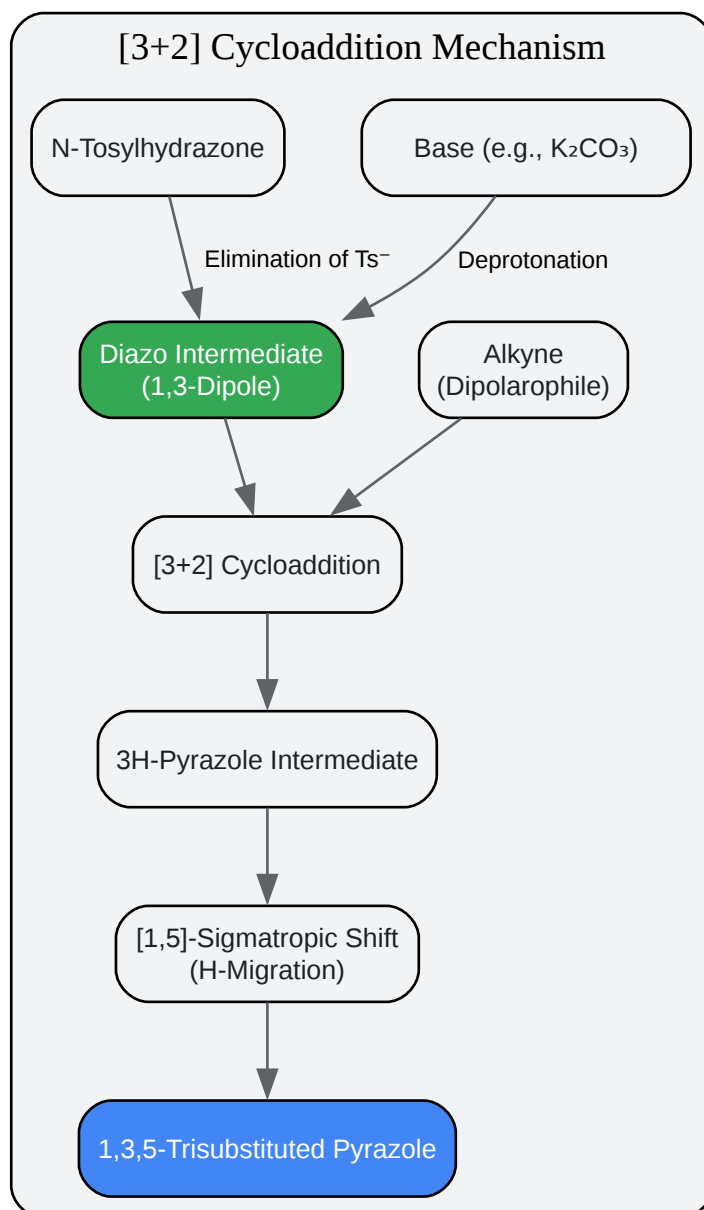 [3+2] Cycloaddition Mechanism
N-Tosylhydrazone
Base (e.g., K₂CO₃)
Elimination of Ts⁻
Deprotonation
Diazo Intermediate
(1,3-Dipole)
Alkyne
(Dipolarophile)
[3+2] Cycloaddition
3H-Pyrazole Intermediate
[1,5]-Sigmatropic Shift
(H-Migration)
1,3,5-Trisubstituted Pyrazole